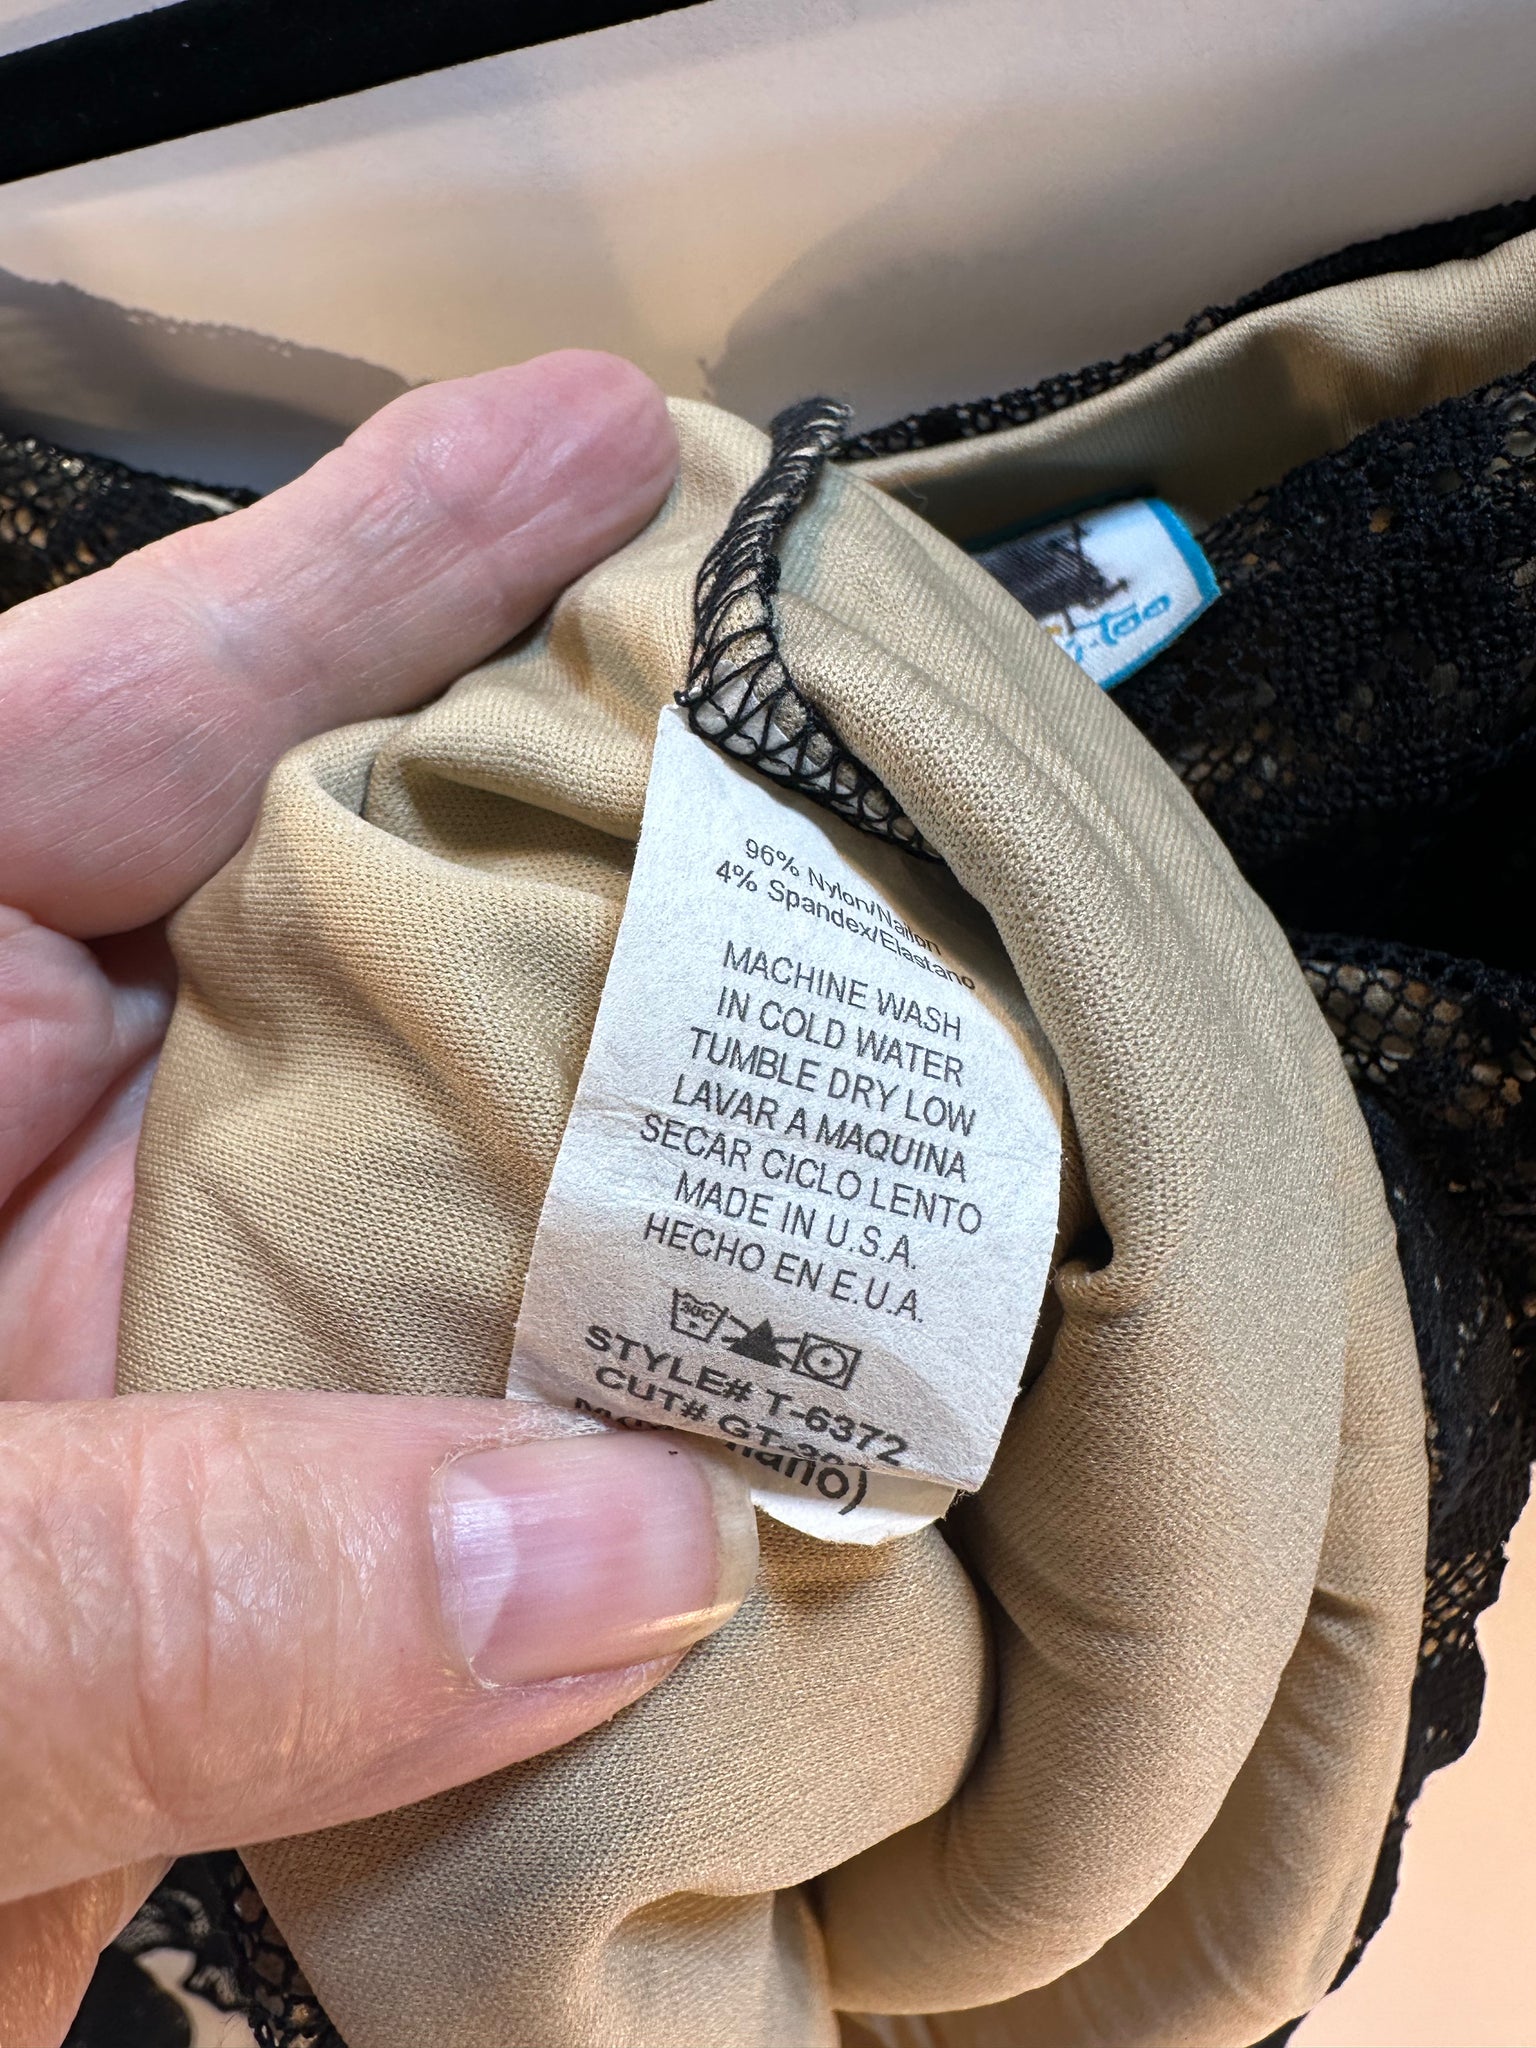 96% Nylon/Nailon
4% Spandex/Elastano
MACHINE WASH
IN COLD WATER
TUMBLE DRY LOW
LAVAR A MAQUINA
SECAR CICLO LENTO
MADE IN U.S.A.
HECHO EN E.U.A.
30C°
STYLE# T-6372
CUT#